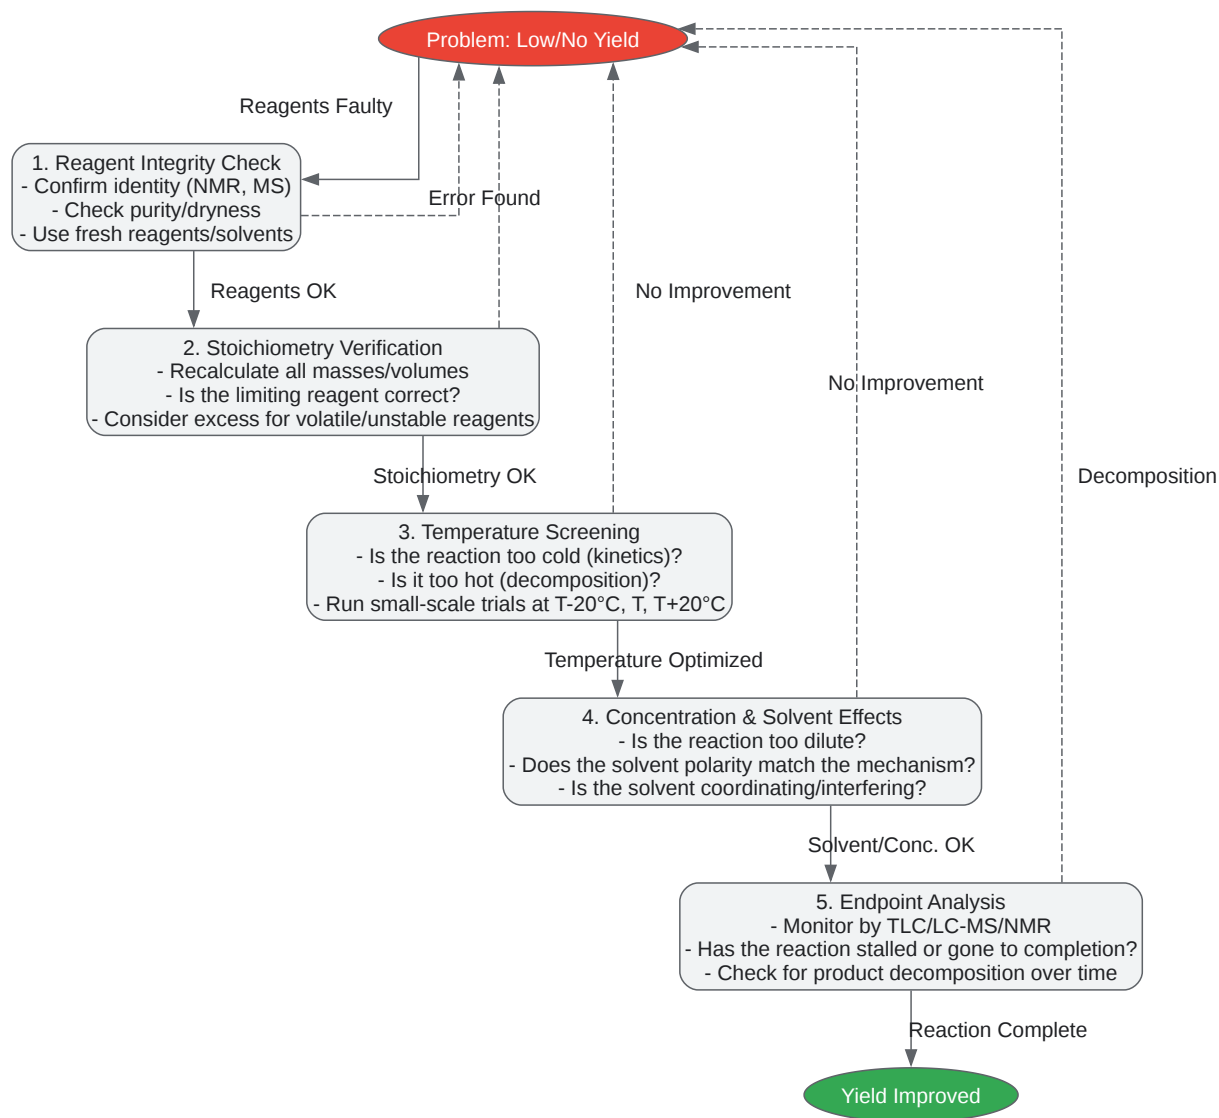 Problem: Low/No Yield
Reagents Faulty
1. Reagent Integrity Check
- Confirm identity (NMR, MS)
- Check purity/dryness
- Use fresh reagents/solvents
Error Found
Reagents OK
No Improvement
2. Stoichiometry Verification
- Recalculate all masses/volumes
- Is the limiting reagent correct?
- Consider excess for volatile/unstable reagents
No Improvement
Stoichiometry OK
Decomposition
3. Temperature Screening
- Is the reaction too cold (kinetics)?
- Is it too hot (decomposition)?
- Run small-scale trials at T-20°C, T, T+20°C
Temperature Optimized
4. Concentration & Solvent Effects
- Is the reaction too dilute?
- Does the solvent polarity match the mechanism?
- Is the solvent coordinating/interfering?
Solvent/Conc. OK
5. Endpoint Analysis
- Monitor by TLC/LC-MS/NMR
- Has the reaction stalled or gone to completion?
- Check for product decomposition over time
Reaction Complete
Yield Improved